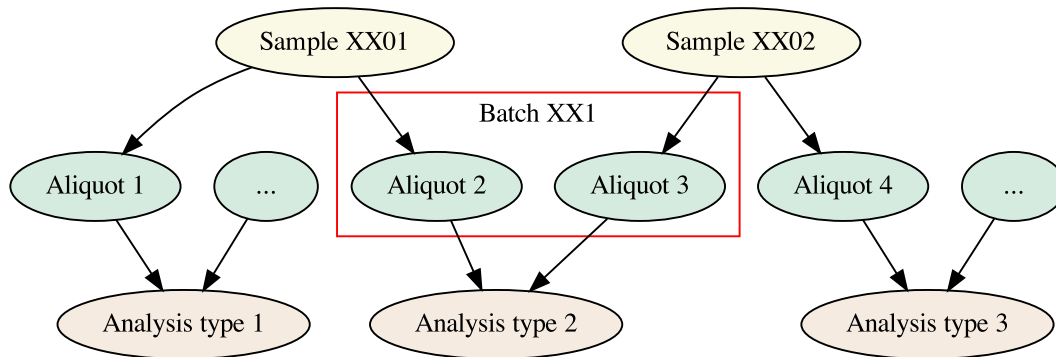 Sample XX01
Sample XX02
Batch XX1
Aliquot 1
...
Aliquot 2
Aliquot 3
Aliquot 4
...
Analysis type 1
Analysis type 2
Analysis type 3